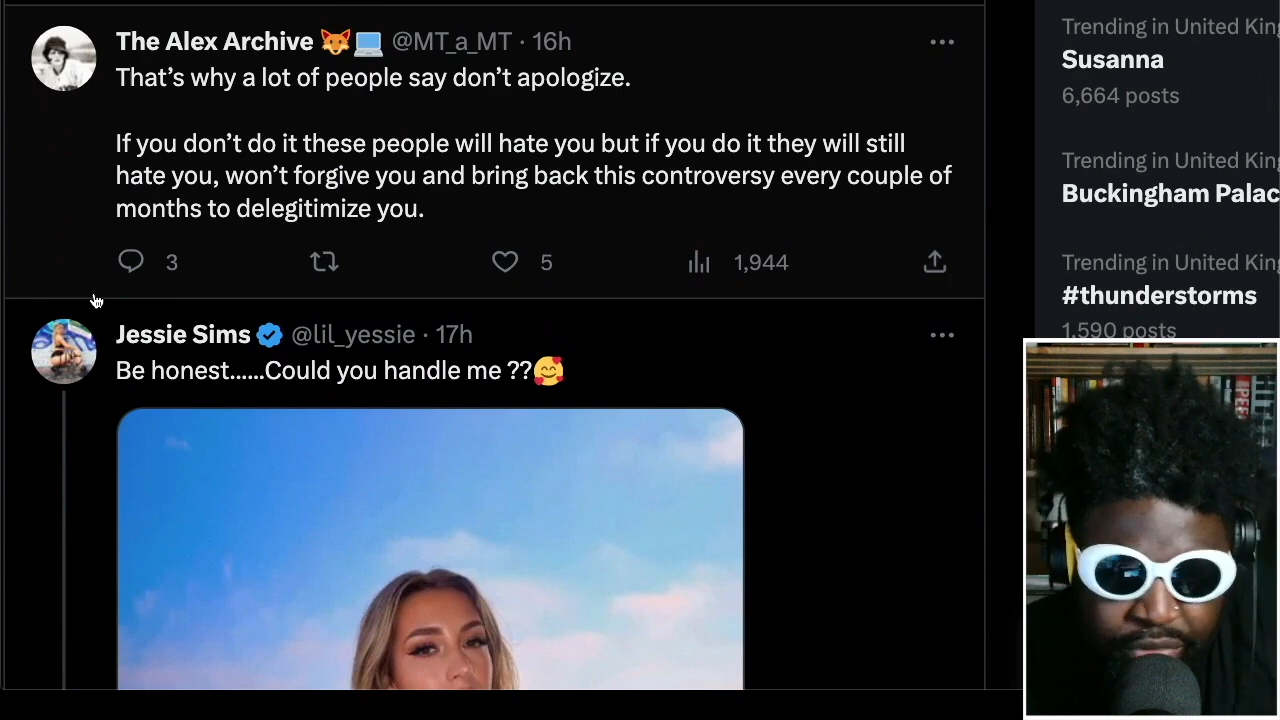 The Alex Archive 🦊💻 @MT_a_MT · 16h
That’s why a lot of people say don’t apologize.
If you don’t do it these people will hate you but if you do it they will still
hate you, won’t forgive you and bring back this controversy every couple of
months to delegitimize you.
3 5 1,944
Jessie Sims @lil_yessie · 17h
Be honest......Could you handle me ??🥰
Trending in United King
Susanna
6,664 posts
Trending in United King
Buckingham Palac
Trending in United King
#thunderstorms
1,590 posts